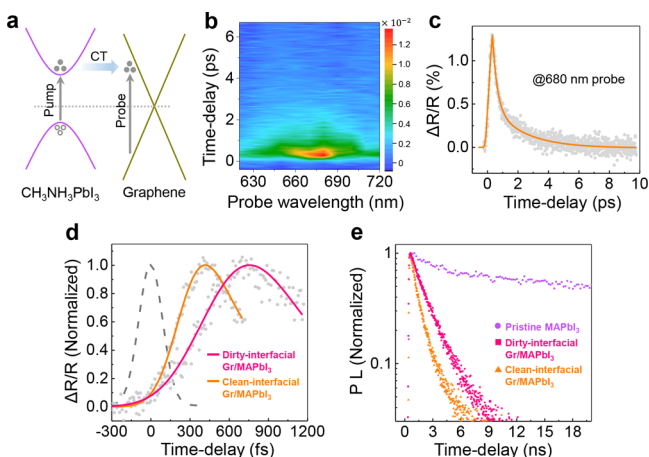 a
CT
Pump
Probe
CH3NH3PbI3
Graphene
b
Time-delay (ps)
6
4
2
0
630
660
690
720
Probe wavelength (nm)
1.4 × 10⁻²
1.2
1.0
0.8
0.6
0.4
0.2
0.0
c
ΔR/R (%)
1.0
0.5
0.0
@680 nm probe
0
2
4
6
8
10
Time-delay (ps)
d
ΔR/R (Normalized)
1.0
0.8
0.6
0.4
0.2
0.0
Dirty-interfacial
Gr/MAPbI3
Clean-interfacial
Gr/MAPbI3
-300
0
300
600
900
1200
Time-delay (fs)
e
P L (Normalized)
1
0.1
Pristine MAPbI3
Dirty-interfacial
Gr/MAPbI3
Clean-interfacial
Gr/MAPbI3
0
3
6
9
12
15
18
Time-delay (ns)